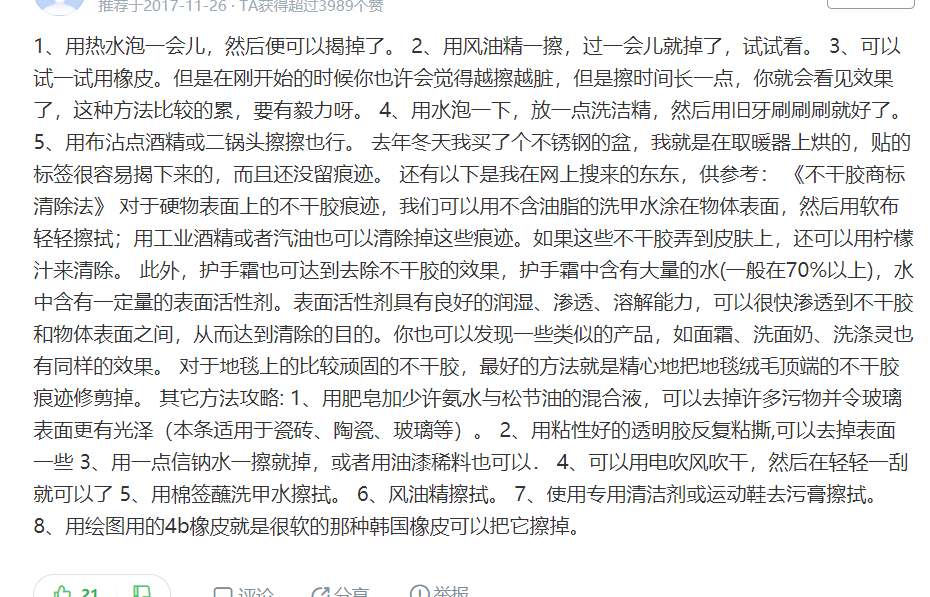 推荐于2017-11-26 · TA获得超过3989个赞
1、用热水泡一会儿，然后便可以揭掉了。 2、用风油精一擦，过一会儿就掉了，试试看。 3、可以
试一试用橡皮。但是在刚开始的时候你也许会觉得越擦越脏，但是擦时间长一点，你就会看见效果
了，这种方法比较的累，要有毅力呀。 4、用水泡一下，放一点洗洁精，然后用旧牙刷刷刷就好了。
5、用布沾点酒精或二锅头擦擦也行。 去年冬天我买了个不锈钢的盆，我就是在取暖器上烘的，贴的
标签很容易揭下来的，而且还没留痕迹。 还有以下是我在网上搜来的东东，供参考： 《不干胶商标
清除法》 对于硬物表面上的不干胶痕迹，我们可以用不含油脂的洗甲水涂在物体表面，然后用软布
轻轻擦拭；用工业酒精或者汽油也可以清除掉这些痕迹。如果这些不干胶弄到皮肤上，还可以用柠檬
汁来清除。 此外，护手霜也可达到去除不干胶的效果，护手霜中含有大量的水(一般在70%以上)，水
中含有一定量的表面活性剂。表面活性剂具有良好的润湿、渗透、溶解能力，可以很快渗透到不干胶
和物体表面之间，从而达到清除的目的。你也可以发现一些类似的产品，如面霜、洗面奶、洗涤灵也
有同样的效果。 对于地毯上的比较顽固的不干胶，最好的方法就是精心地把地毯绒毛顶端的不干胶
痕迹修剪掉。 其它方法攻略: 1、用肥皂加少许氨水与松节油的混合液，可以去掉许多污物并令玻璃
表面更有光泽（本条适用于瓷砖、陶瓷、玻璃等）。 2、用粘性好的透明胶反复粘撕,可以去掉表面
一些 3、用一点信钠水一擦就掉，或者用油漆稀料也可以． 4、可以用电吹风吹干，然后在轻轻一刮
就可以了 5、用棉签蘸洗甲水擦拭。 6、风油精擦拭。 7、使用专用清洁剂或运动鞋去污膏擦拭。
8、用绘图用的4b橡皮就是很软的那种韩国橡皮可以把它擦掉。
21 评论 分享 举报